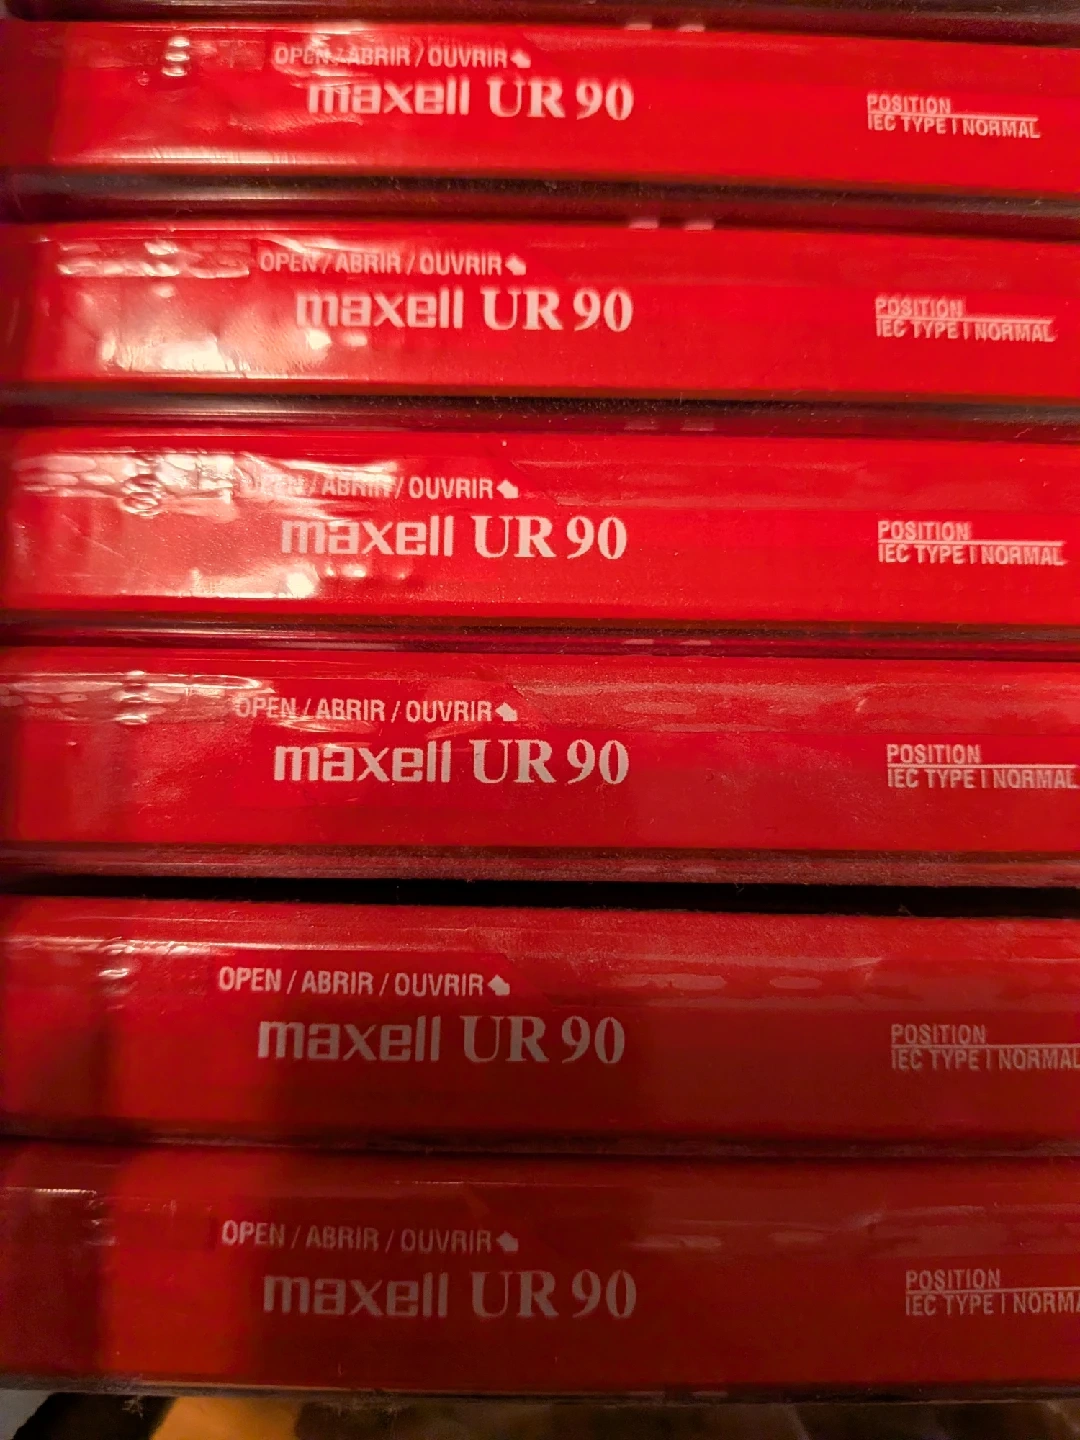 OPEN / ABRIR / OUVRIR
maxell UR 90
POSITION
IEC TYPE I NORMAL
OPEN / ABRIR / OUVRIR
maxell UR 90
POSITION
IEC TYPE I NORMAL
OPEN / ABRIR / OUVRIR
maxell UR 90
POSITION
IEC TYPE I NORMAL
OPEN / ABRIR / OUVRIR
maxell UR 90
POSITION
IEC TYPE I NORMAL
OPEN / ABRIR / OUVRIR
maxell UR 90
POSITION
IEC TYPE I NORMAL
OPEN / ABRIR / OUVRIR
maxell UR 90
POSITION
IEC TYPE I NORMA